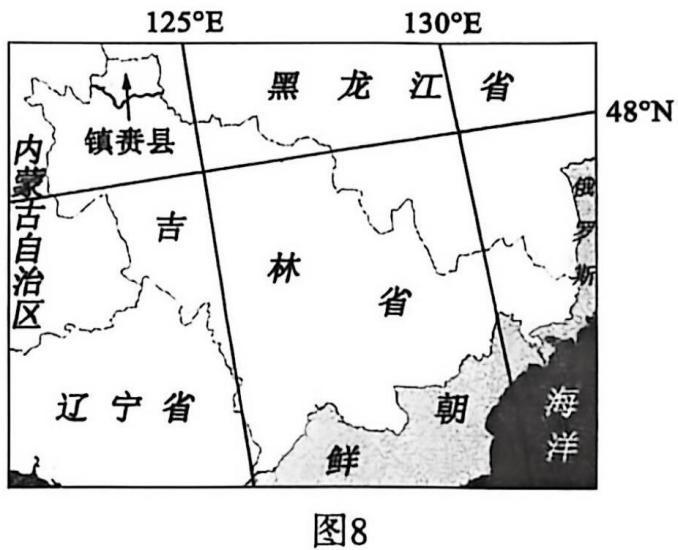 125°E
130°E
黑龙江省
48°N
镇赉县
内蒙古自治区
吉林省
俄罗斯
辽宁省
朝鲜
海洋
图8